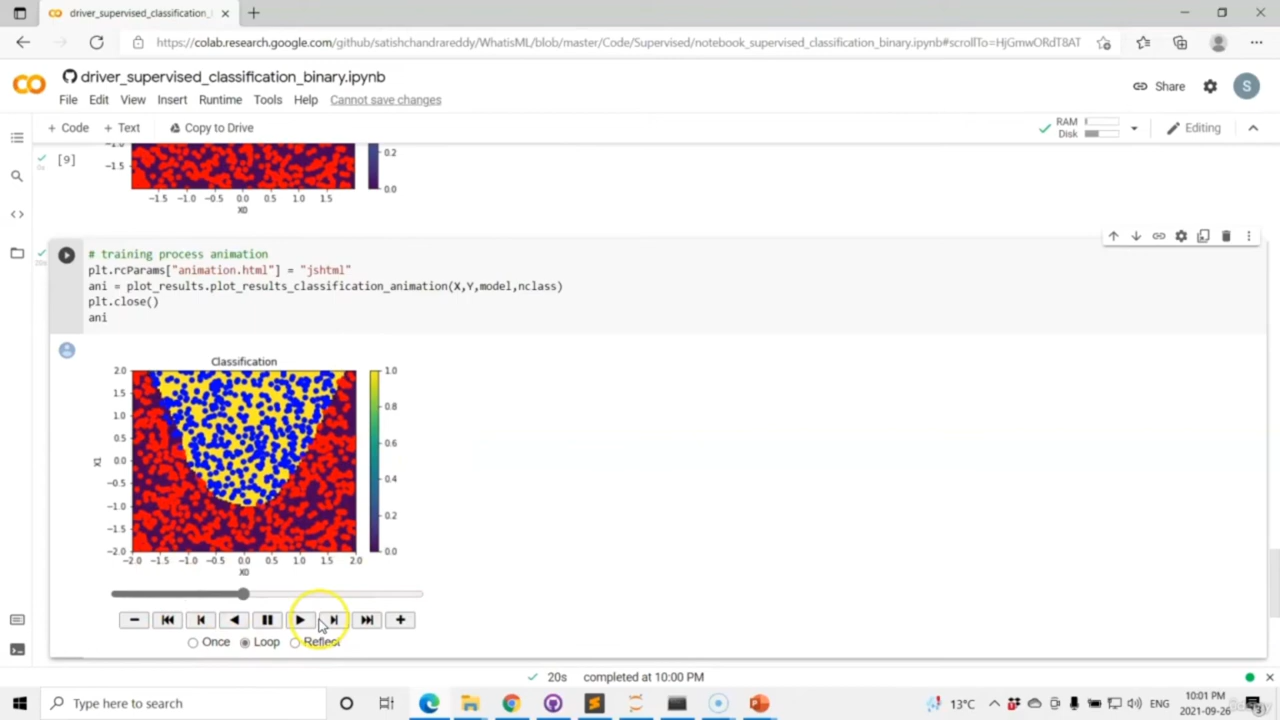 driver_supervised_classification_
https://colab.research.google.com/github/satishchandrareddy/WhatisML/blob/master/Code/Supervised/notebook_supervised_classification_binary.ipynb#scrollTo=HjGmwORdT8AT
driver_supervised_classification_binary.ipynb
Share
S
File Edit View Insert Runtime Tools Help Cannot save changes
+ Code + Text Copy to Drive
RAM
Disk
Editing
[9]
−1.0
−1.5
0.2
0.0
−1.5 −1.0 −0.5 0.0 0.5 1.0 1.5
X0
20s
# training process animation
plt.rcParams["animation.html"] = "jshtml"
ani = plot_results.plot_results_classification_animation(X,Y,model,nclass)
plt.close()
ani
Classification
2.0
1.5
1.0
0.5
0.0
−0.5
−1.0
−1.5
−2.0
X1
−2.0 −1.5 −1.0 −0.5 0.0 0.5 1.0 1.5 2.0
X0
1.0
0.8
0.6
0.4
0.2
0.0
Once Loop Reflect
20s completed at 10:00 PM
Type here to search
13°C
ENG
10:01 PM
2021-09-26